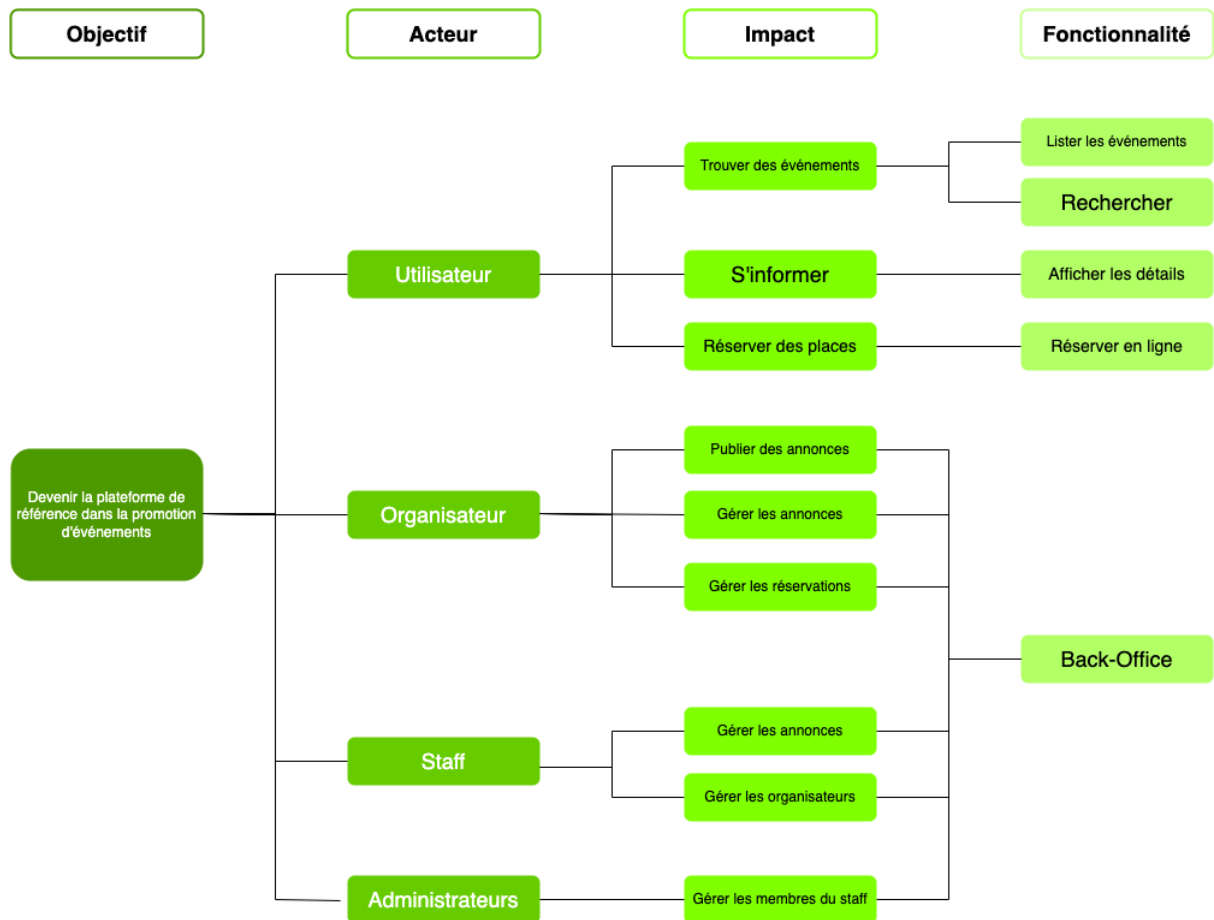 Objectif
Acteur
Impact
Fonctionnalité
Lister les événements
Trouver des événements
Rechercher
Utilisateur
S'informer
Afficher les détails
Réserver des places
Réserver en ligne
Devenir la plateforme de
référence dans la promotion
d'événements
Publier des annonces
Organisateur
Gérer les annonces
Gérer les réservations
Back-Office
Gérer les annonces
Staff
Gérer les organisateurs
Administrateurs
Gérer les membres du staff